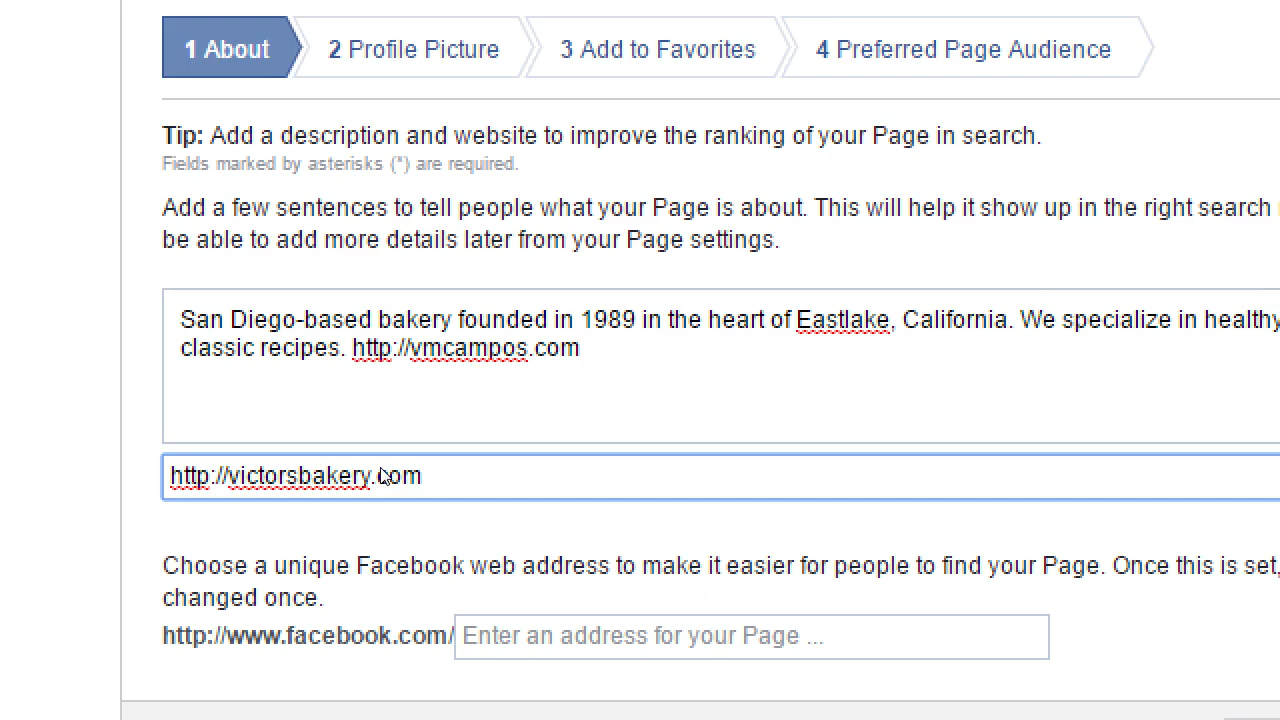 1 About 2 Profile Picture 3 Add to Favorites 4 Preferred Page Audience
Tip: Add a description and website to improve the ranking of your Page in search.
Fields marked by asterisks (*) are required.
Add a few sentences to tell people what your Page is about. This will help it show up in the right search
be able to add more details later from your Page settings.
San Diego-based bakery founded in 1989 in the heart of Eastlake, California. We specialize in healthy
classic recipes. http://vmcampos.com
http://victorsbakery.com
Choose a unique Facebook web address to make it easier for people to find your Page. Once this is set,
changed once.
http://www.facebook.com/ Enter an address for your Page ...